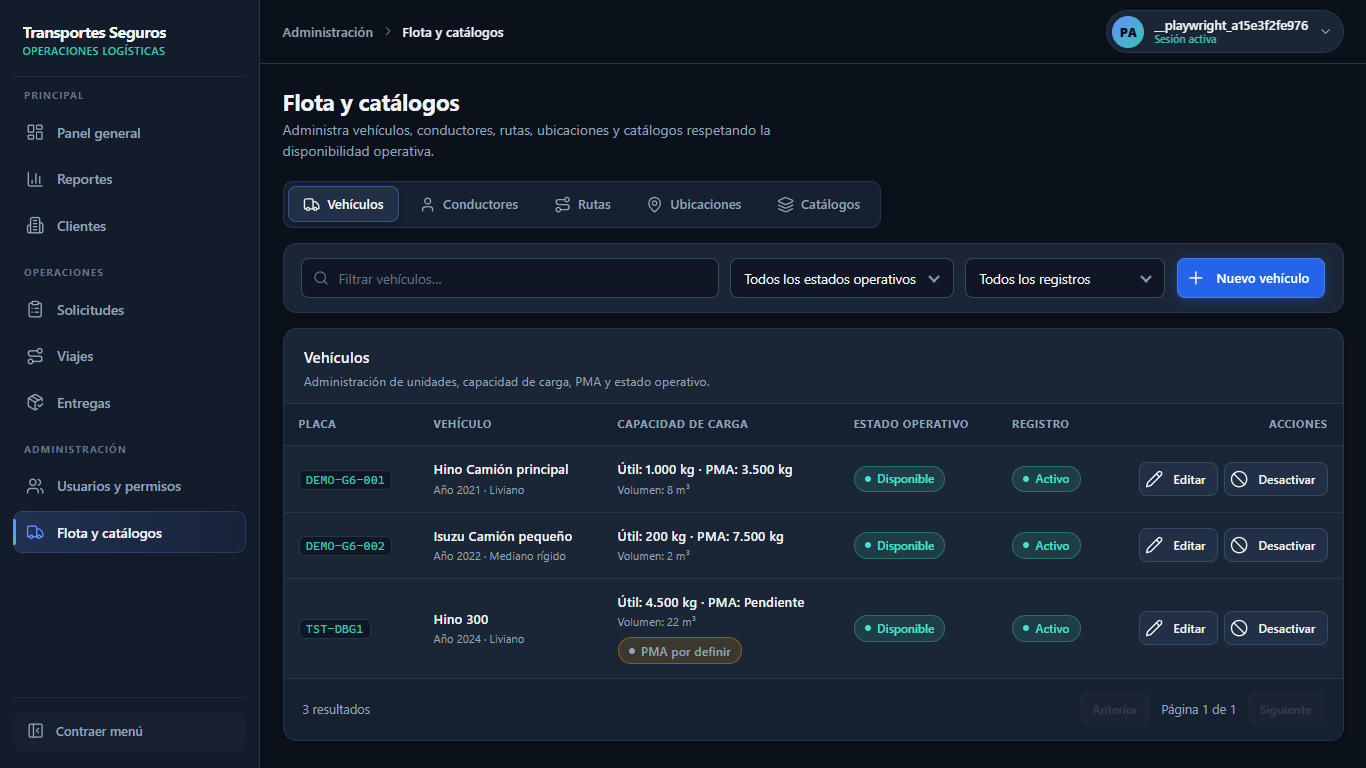 Transportes Seguros
OPERACIONES LOGÍSTICAS
PRINCIPAL
Panel general
Reportes
Clientes
OPERACIONES
Solicitudes
Viajes
Entregas
ADMINISTRACIÓN
Usuarios y permisos
Flota y catálogos
Contraer menú
Administración > Flota y catálogos
PA
__playwright_a15e3f2fe976
Sesión activa
Flota y catálogos
Administra vehículos, conductores, rutas, ubicaciones y catálogos respetando la
disponibilidad operativa.
Vehículos Conductores Rutas Ubicaciones Catálogos
Filtrar vehículos... Todos los estados operativos Todos los registros + Nuevo vehículo
Vehículos
Administración de unidades, capacidad de carga, PMA y estado operativo.
PLACA VEHÍCULO CAPACIDAD DE CARGA ESTADO OPERATIVO REGISTRO ACCIONES
DEMO-G6-001
Hino Camión principal
Año 2021 · Liviano
Útil: 1.000 kg · PMA: 3.500 kg
Volumen: 8 m³
Disponible
Activo
Editar
Desactivar
DEMO-G6-002
Isuzu Camión pequeño
Año 2022 · Mediano rígido
Útil: 200 kg · PMA: 7.500 kg
Volumen: 2 m³
Disponible
Activo
Editar
Desactivar
TST-DBG1
Hino 300
Año 2024 · Liviano
Útil: 4.500 kg · PMA: Pendiente
Volumen: 22 m³
PMA por definir
Disponible
Activo
Editar
Desactivar
3 resultados
Anterior Página 1 de 1 Siguiente